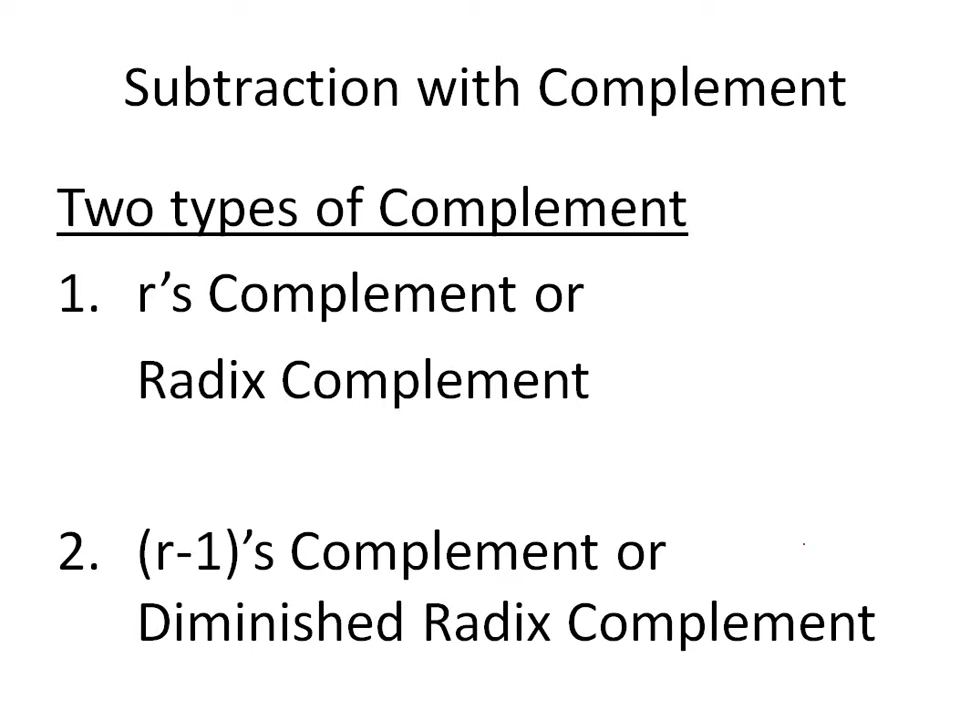 Subtraction with Complement
Two types of Complement
1. r’s Complement or
Radix Complement
2. (r-1)’s Complement or
Diminished Radix Complement